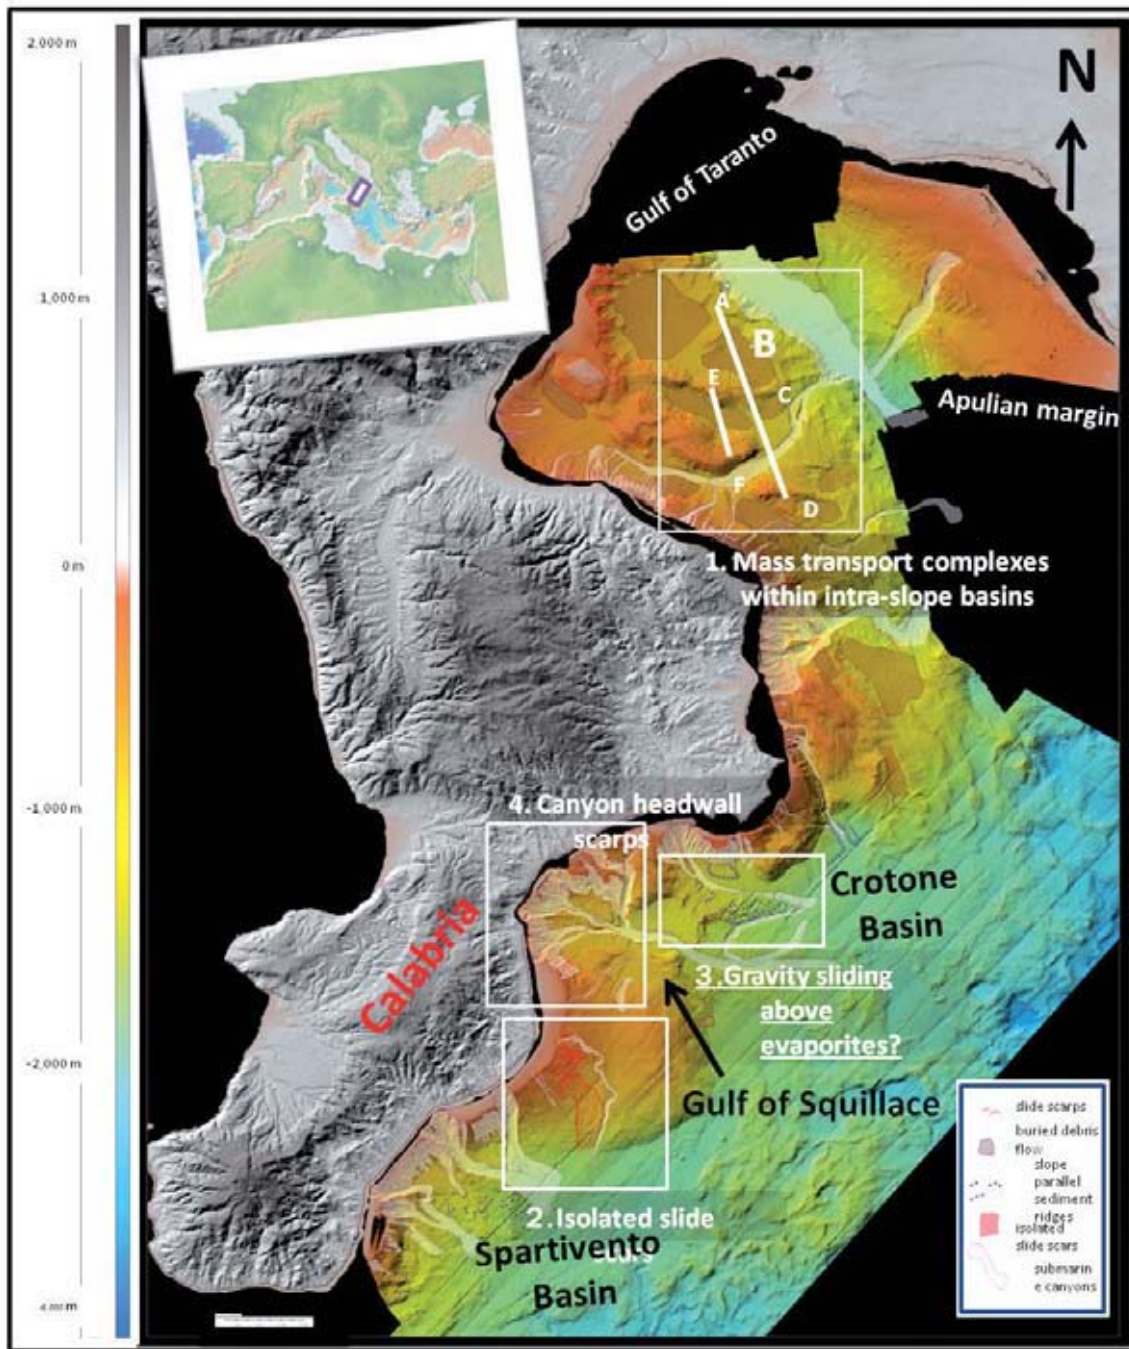 2,000 m
1,000 m
0 m
-1,000 m
-2,000 m
N
Gulf of Taranto
A
B
E
C
F
D
Apulian margin
1. Mass transport complexes
within intra-slope basins
4. Canyon headwall
scarps
Crotone
Basin
Calabria
3.Gravity sliding
above
evaporites?
Gulf of Squillace
2.Isolated slide
Spartivento
Basin
slide scarps
buried debris
flow
slope
parallel
sediment
ridges
isolated
slide scars
submarin
e canyons